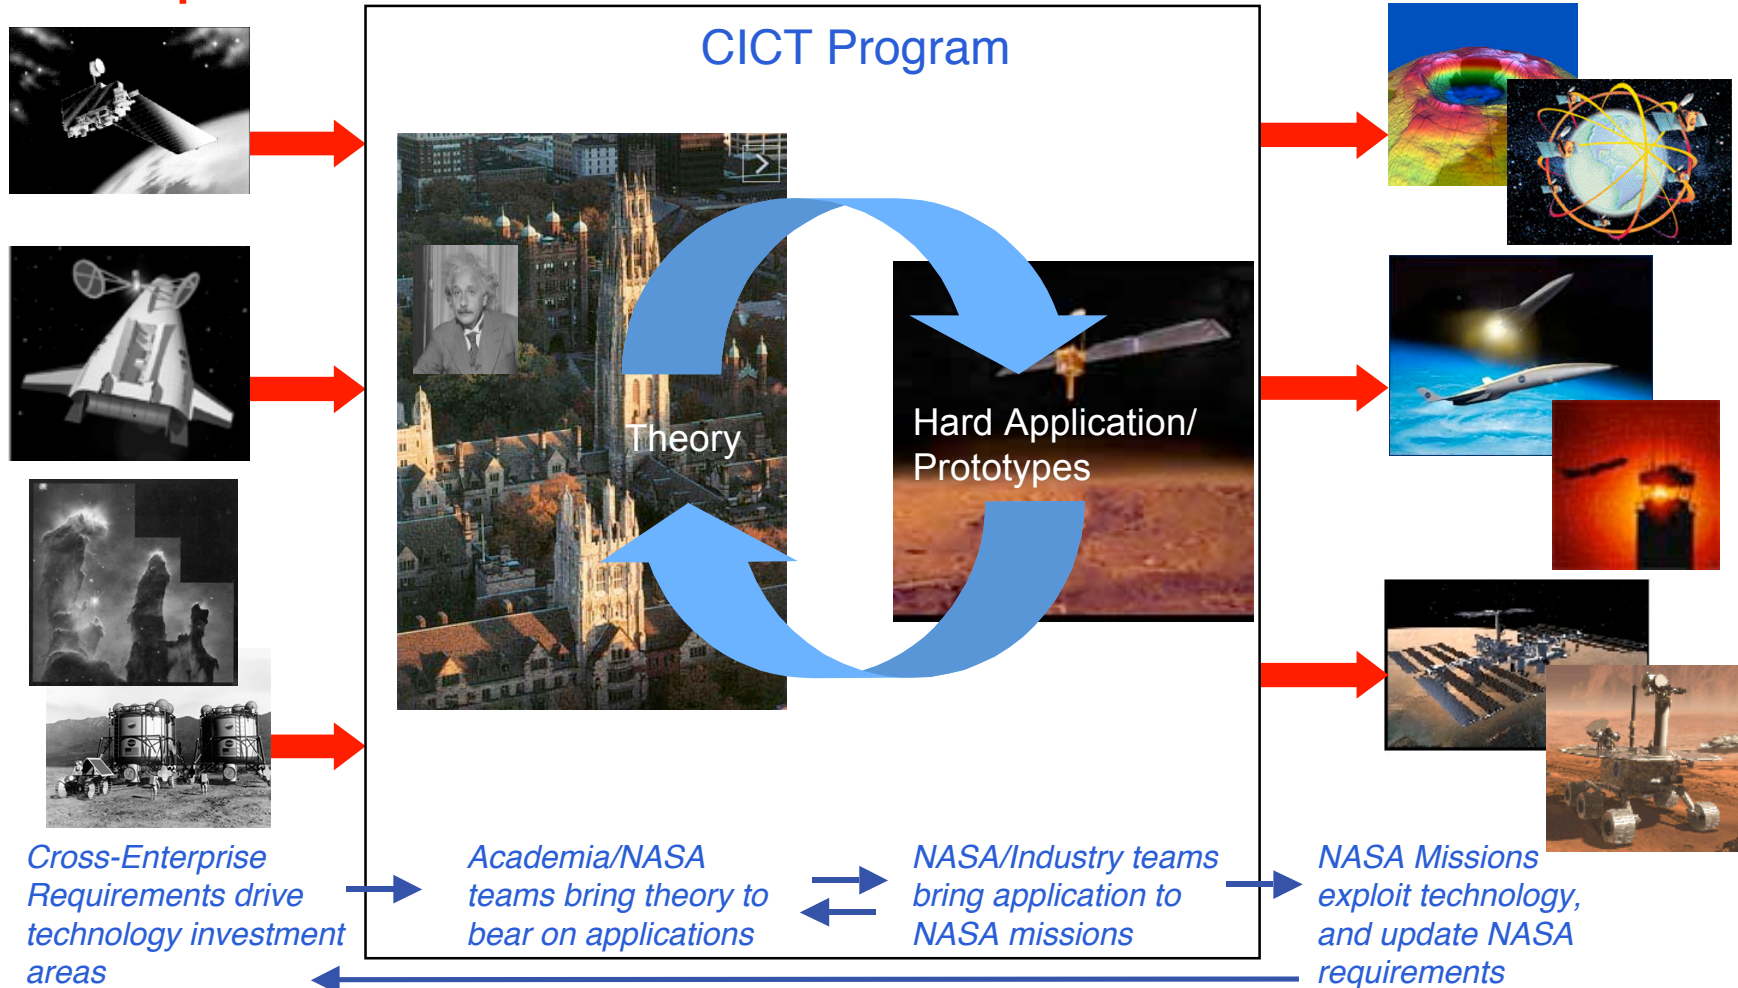 CICT Program
Theory
Hard Application/
Prototypes
Cross-Enterprise
Requirements drive
technology investment
areas
Academia/NASA
teams bring theory to
bear on applications
NASA/Industry teams
bring application to
NASA missions
NASA Missions
exploit technology,
and update NASA
requirements